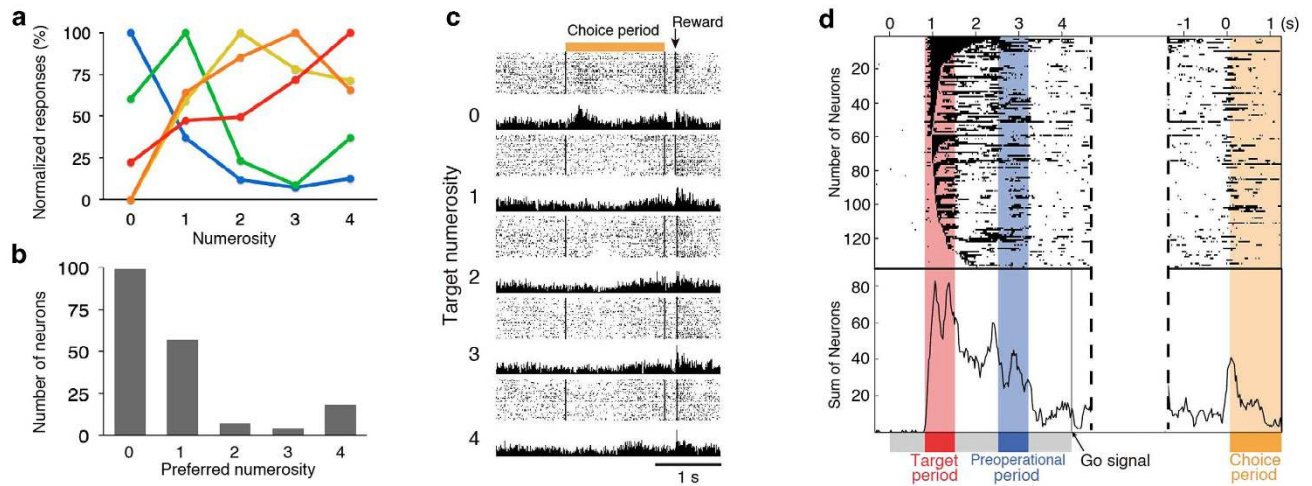 a
100
75
50
25
0
Normalized responses (%)
0 1 2 3 4
Numerosity
b
100
75
50
25
0
Number of neurons
0 1 2 3 4
Preferred numerosity
c
Choice period
Reward
Target numerosity
0
1
2
3
4
1 s
d
0 1 2 3 4 -1 0 1 (s)
20
40
60
80
100
120
Number of Neurons
80
60
40
20
Sum of Neurons
Go signal
Target
period
Preoperational
period
Choice
period